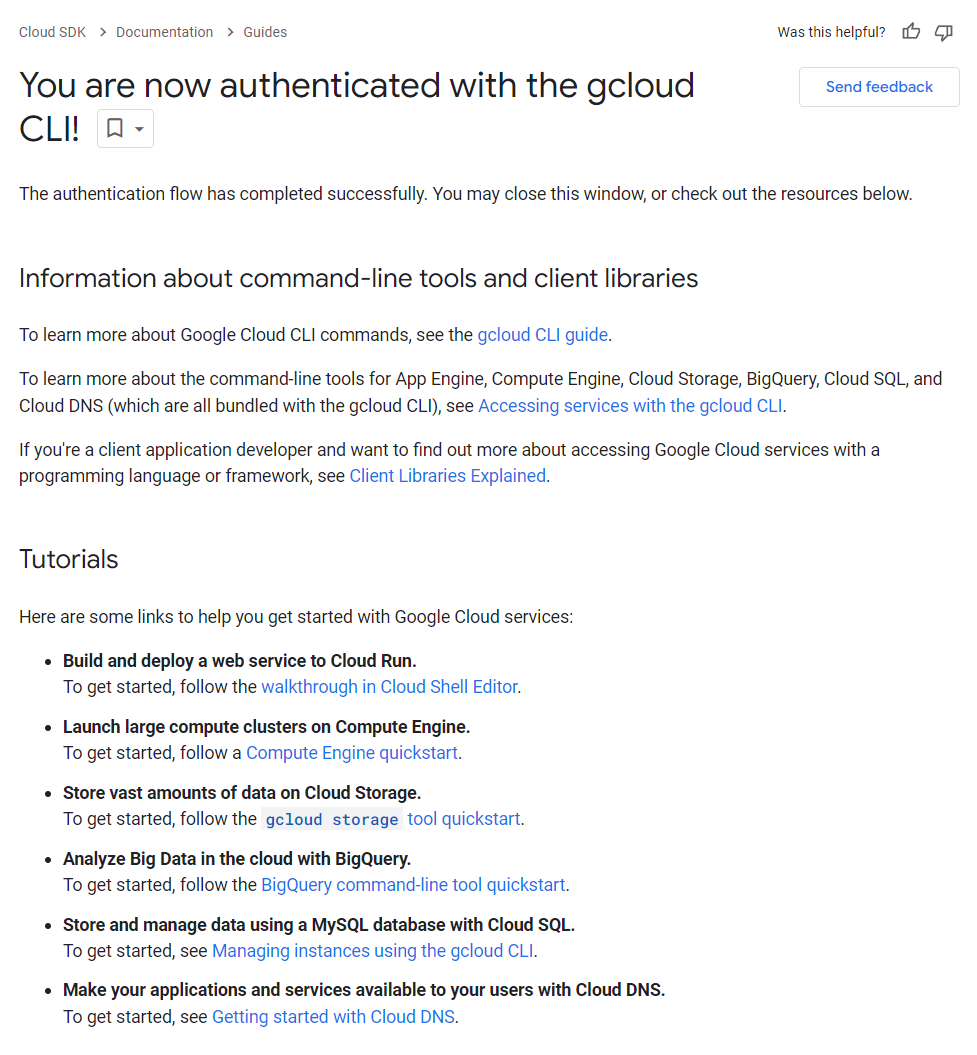 Cloud SDK > Documentation > Guides
Was this helpful?
You are now authenticated with the gcloud
CLI!
Send feedback
The authentication flow has completed successfully. You may close this window, or check out the resources below.
Information about command-line tools and client libraries
To learn more about Google Cloud CLI commands, see the gcloud CLI guide.
To learn more about the command-line tools for App Engine, Compute Engine, Cloud Storage, BigQuery, Cloud SQL, and
Cloud DNS (which are all bundled with the gcloud CLI), see Accessing services with the gcloud CLI.
If you're a client application developer and want to find out more about accessing Google Cloud services with a
programming language or framework, see Client Libraries Explained.
Tutorials
Here are some links to help you get started with Google Cloud services:
• Build and deploy a web service to Cloud Run.
To get started, follow the walkthrough in Cloud Shell Editor.
• Launch large compute clusters on Compute Engine.
To get started, follow a Compute Engine quickstart.
• Store vast amounts of data on Cloud Storage.
To get started, follow the gcloud storage tool quickstart.
• Analyze Big Data in the cloud with BigQuery.
To get started, follow the BigQuery command-line tool quickstart.
• Store and manage data using a MySQL database with Cloud SQL.
To get started, see Managing instances using the gcloud CLI.
• Make your applications and services available to your users with Cloud DNS.
To get started, see Getting started with Cloud DNS.